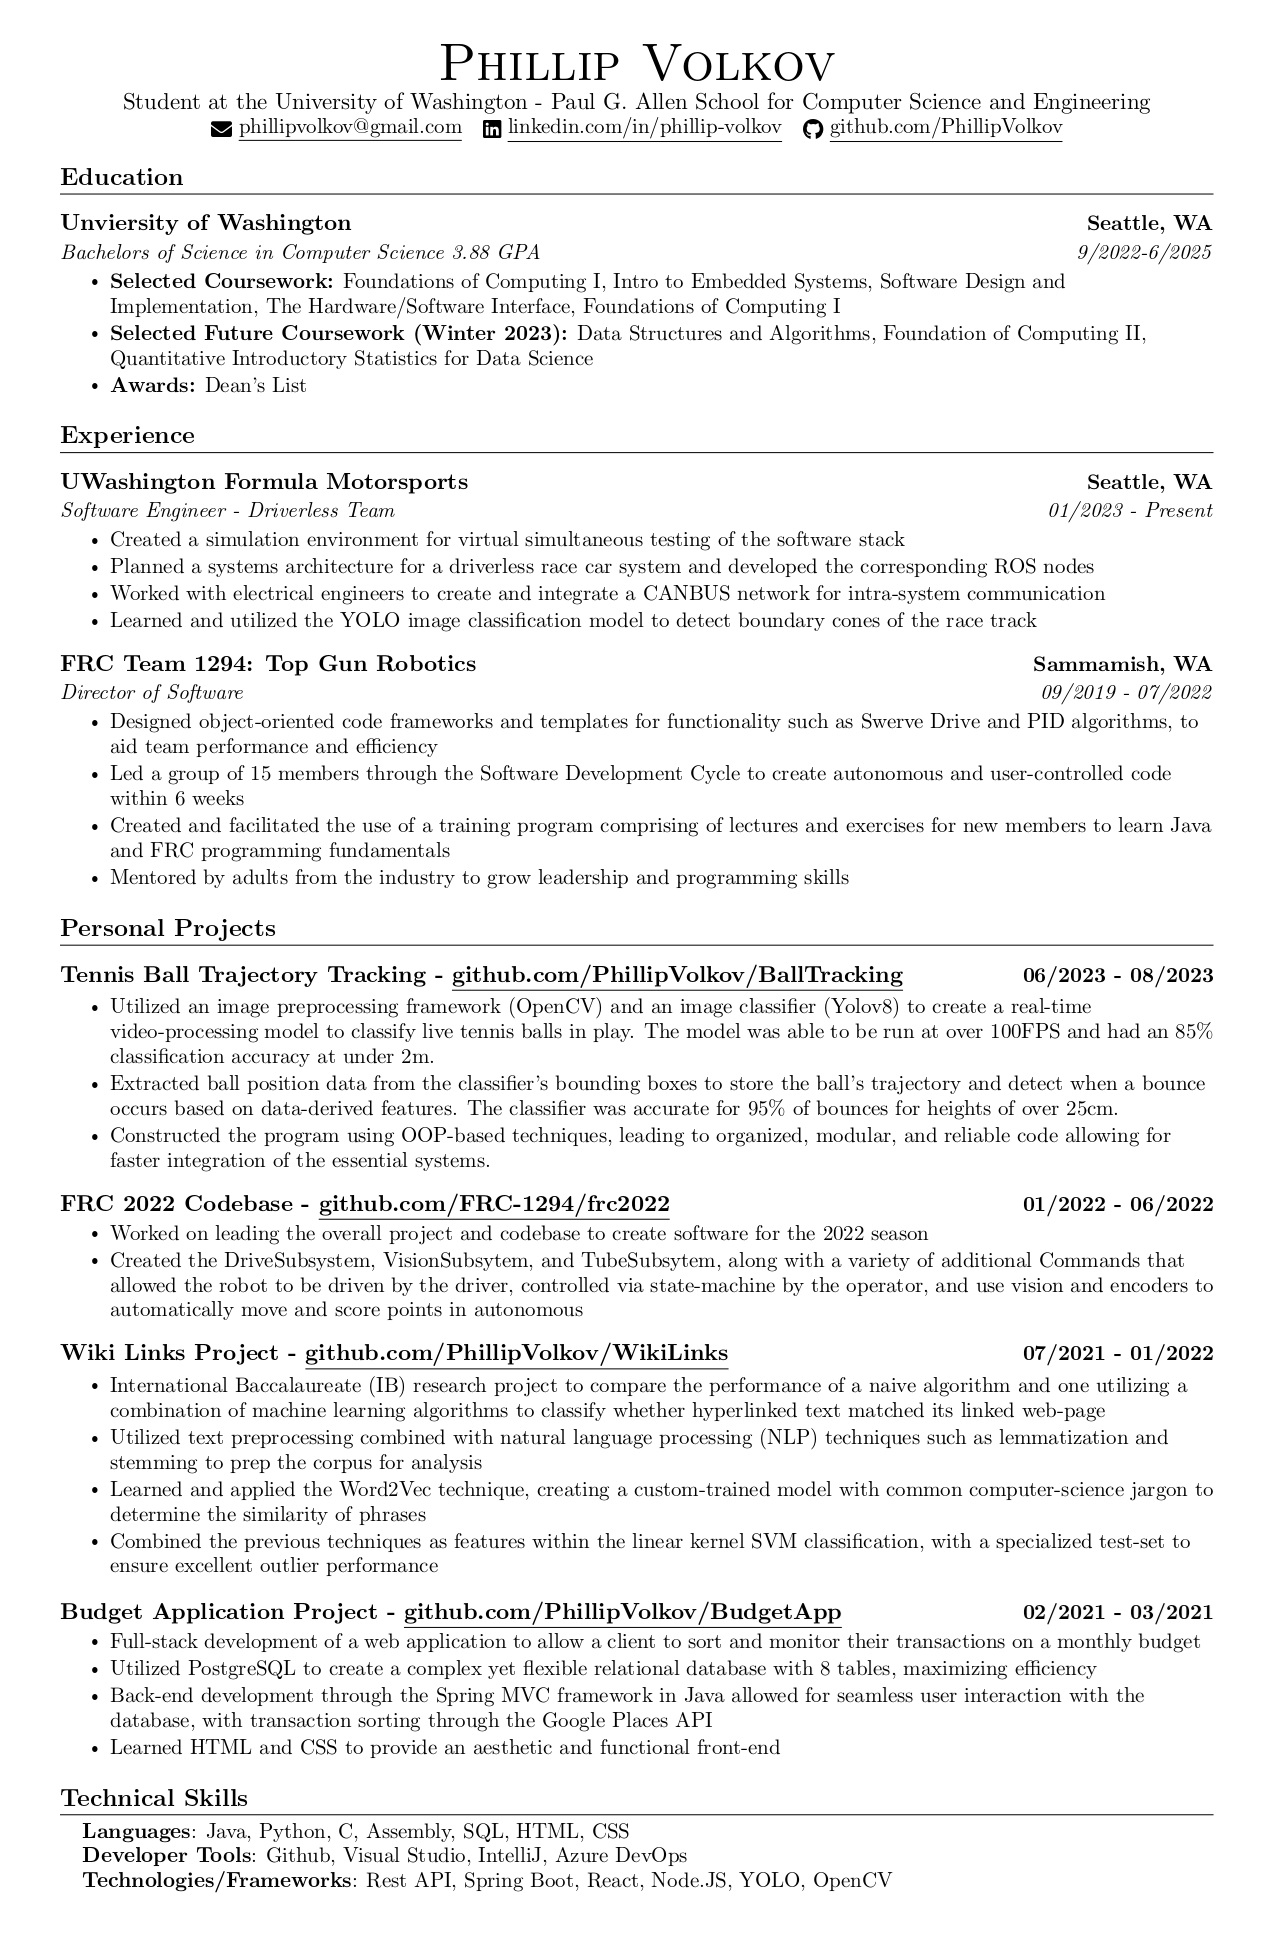 Phillip Volkov
Student at the University of Washington - Paul G. Allen School for Computer Science and Engineering
phillipvolkov@gmail.com linkedin.com/in/phillip-volkov github.com/PhillipVolkov
Education
Unviersity of Washington Seattle, WA
Bachelors of Science in Computer Science 3.88 GPA 9/2022-6/2025
• Selected Coursework: Foundations of Computing I, Intro to Embedded Systems, Software Design and
Implementation, The Hardware/Software Interface, Foundations of Computing I
• Selected Future Coursework (Winter 2023): Data Structures and Algorithms, Foundation of Computing II,
Quantitative Introductory Statistics for Data Science
• Awards: Dean's List
Experience
UWashington Formula Motorsports Seattle, WA
Software Engineer - Driverless Team 01/2023 - Present
• Created a simulation environment for virtual simultaneous testing of the software stack
• Planned a systems architecture for a driverless race car system and developed the corresponding ROS nodes
• Worked with electrical engineers to create and integrate a CANBUS network for intra-system communication
• Learned and utilized the YOLO image classification model to detect boundary cones of the race track
FRC Team 1294: Top Gun Robotics Sammamish, WA
Director of Software 09/2019 - 07/2022
• Designed object-oriented code frameworks and templates for functionality such as Swerve Drive and PID algorithms, to
aid team performance and efficiency
• Led a group of 15 members through the Software Development Cycle to create autonomous and user-controlled code
within 6 weeks
• Created and facilitated the use of a training program comprising of lectures and exercises for new members to learn Java
and FRC programming fundamentals
• Mentored by adults from the industry to grow leadership and programming skills
Personal Projects
Tennis Ball Trajectory Tracking - github.com/PhillipVolkov/BallTracking 06/2023 - 08/2023
• Utilized an image preprocessing framework (OpenCV) and an image classifier (Yolov8) to create a real-time
video-processing model to classify live tennis balls in play. The model was able to be run at over 100FPS and had an 85%
classification accuracy at under 2m.
• Extracted ball position data from the classifier's bounding boxes to store the ball's trajectory and detect when a bounce
occurs based on data-derived features. The classifier was accurate for 95% of bounces for heights of over 25cm.
• Constructed the program using OOP-based techniques, leading to organized, modular, and reliable code allowing for
faster integration of the essential systems.
FRC 2022 Codebase - github.com/FRC-1294/frc2022 01/2022 - 06/2022
• Worked on leading the overall project and codebase to create software for the 2022 season
• Created the DriveSubsystem, VisionSubsytem, and TubeSubsytem, along with a variety of additional Commands that
allowed the robot to be driven by the driver, controlled via state-machine by the operator, and use vision and encoders to
automatically move and score points in autonomous
Wiki Links Project - github.com/PhillipVolkov/WikiLinks 07/2021 - 01/2022
• International Baccalaureate (IB) research project to compare the performance of a naive algorithm and one utilizing a
combination of machine learning algorithms to classify whether hyperlinked text matched its linked web-page
• Utilized text preprocessing combined with natural language processing (NLP) techniques such as lemmatization and
stemming to prep the corpus for analysis
• Learned and applied the Word2Vec technique, creating a custom-trained model with common computer-science jargon to
determine the similarity of phrases
• Combined the previous techniques as features within the linear kernel SVM classification, with a specialized test-set to
ensure excellent outlier performance
Budget Application Project - github.com/PhillipVolkov/BudgetApp 02/2021 - 03/2021
• Full-stack development of a web application to allow a client to sort and monitor their transactions on a monthly budget
• Utilized PostgreSQL to create a complex yet flexible relational database with 8 tables, maximizing efficiency
• Back-end development through the Spring MVC framework in Java allowed for seamless user interaction with the
database, with transaction sorting through the Google Places API
• Learned HTML and CSS to provide an aesthetic and functional front-end
Technical Skills
Languages: Java, Python, C, Assembly, SQL, HTML, CSS
Developer Tools: Github, Visual Studio, IntelliJ, Azure DevOps
Technologies/Frameworks: Rest API, Spring Boot, React, Node.JS, YOLO, OpenCV